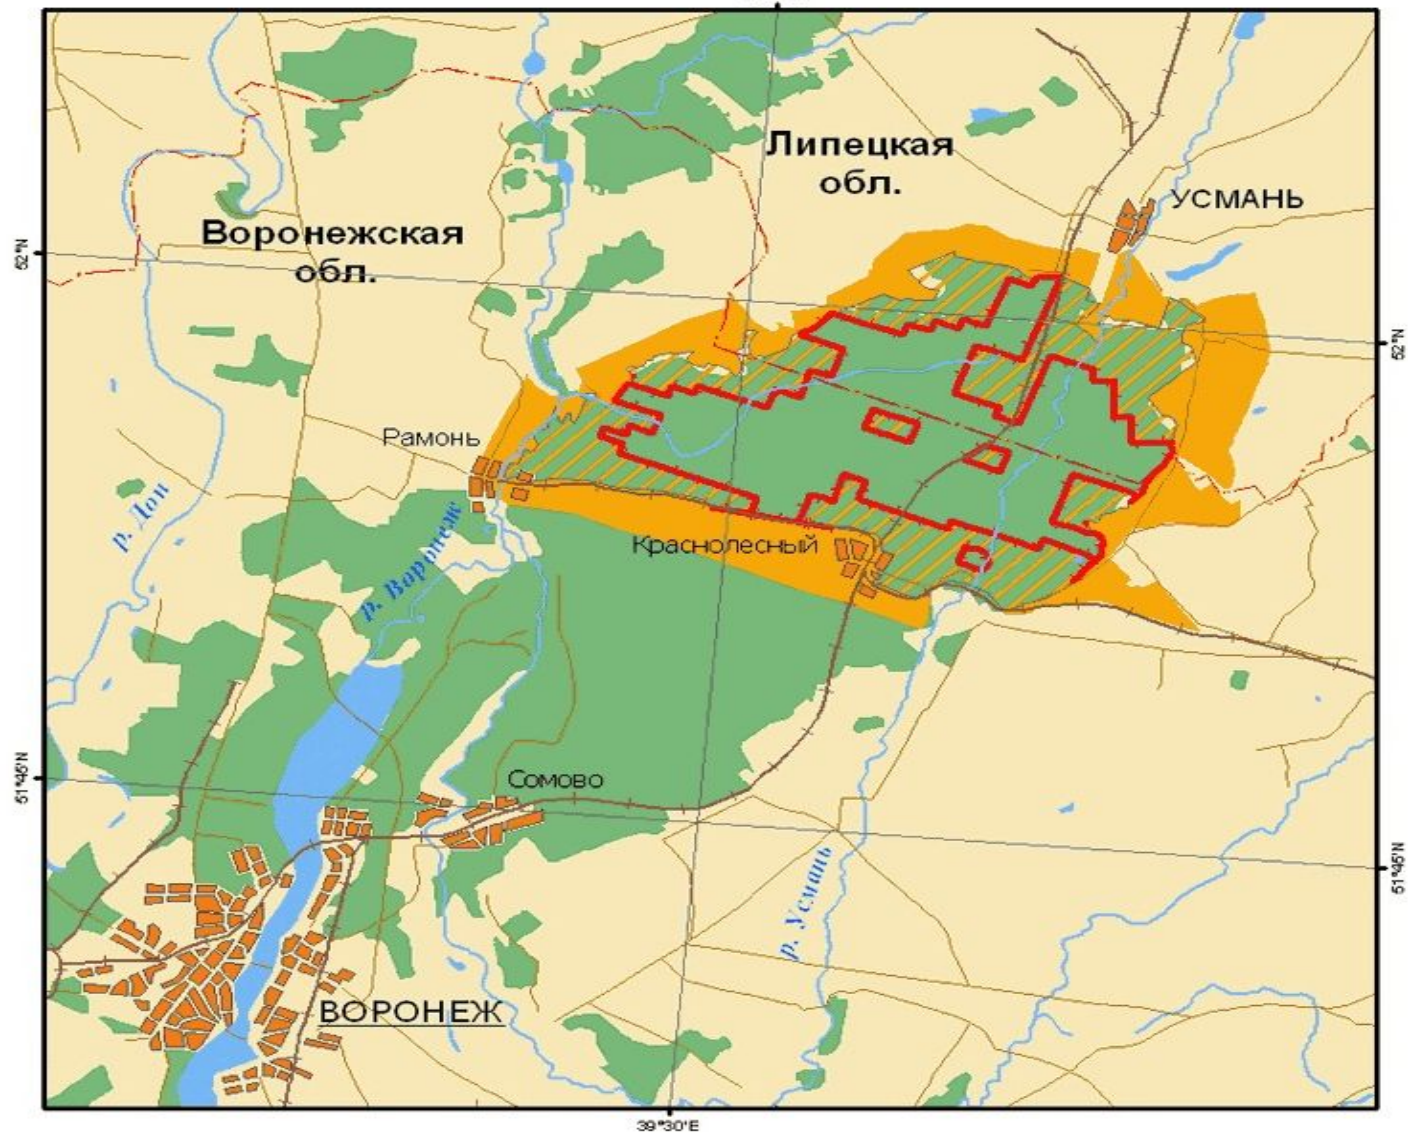 Липецкая
обл.
УСМАНЬ
Воронежская
обл.
52°N
52°N
Рамонь
р. Дон
р. Воронеж
Краснолесный
51°45'N
Сомово
51°45'N
р. Усмань
ВОРОНЕЖ
39°30'E